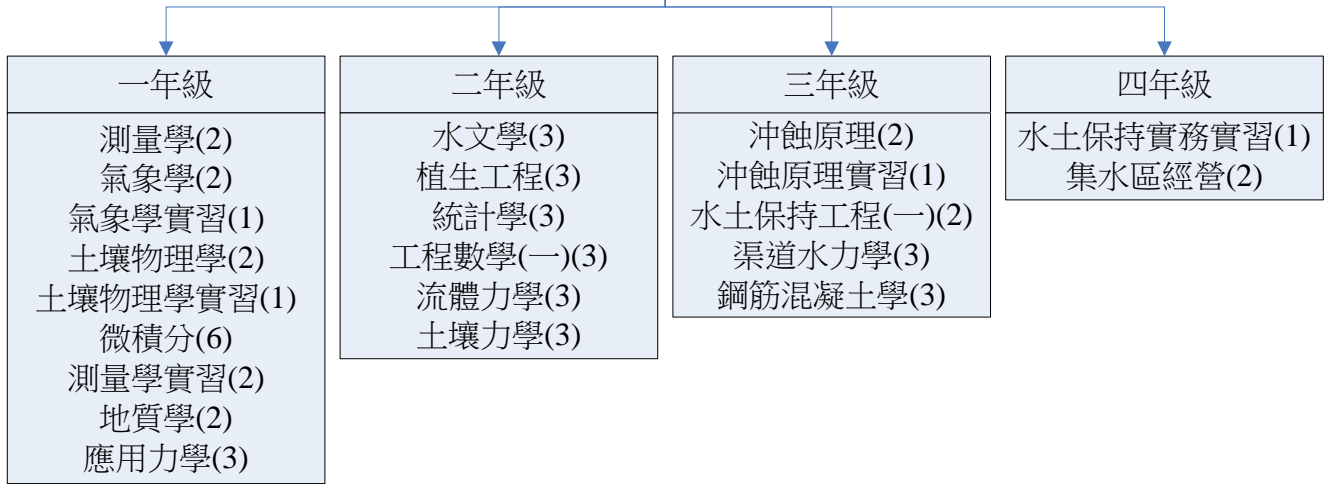 一年級
測量學(2)
氣象學(2)
氣象學實習(1)
土壤物理學(2)
土壤物理學實習(1)
微積分(6)
測量學實習(2)
地質學(2)
應用力學(3)
二年級
水文學(3)
植生工程(3)
統計學(3)
工程數學(一)(3)
流體力學(3)
土壤力學(3)
三年級
沖蝕原理(2)
沖蝕原理實習(1)
水土保持工程(一)(2)
渠道水力學(3)
鋼筋混凝土學(3)
四年級
水土保持實務實習(1)
集水區經營(2)